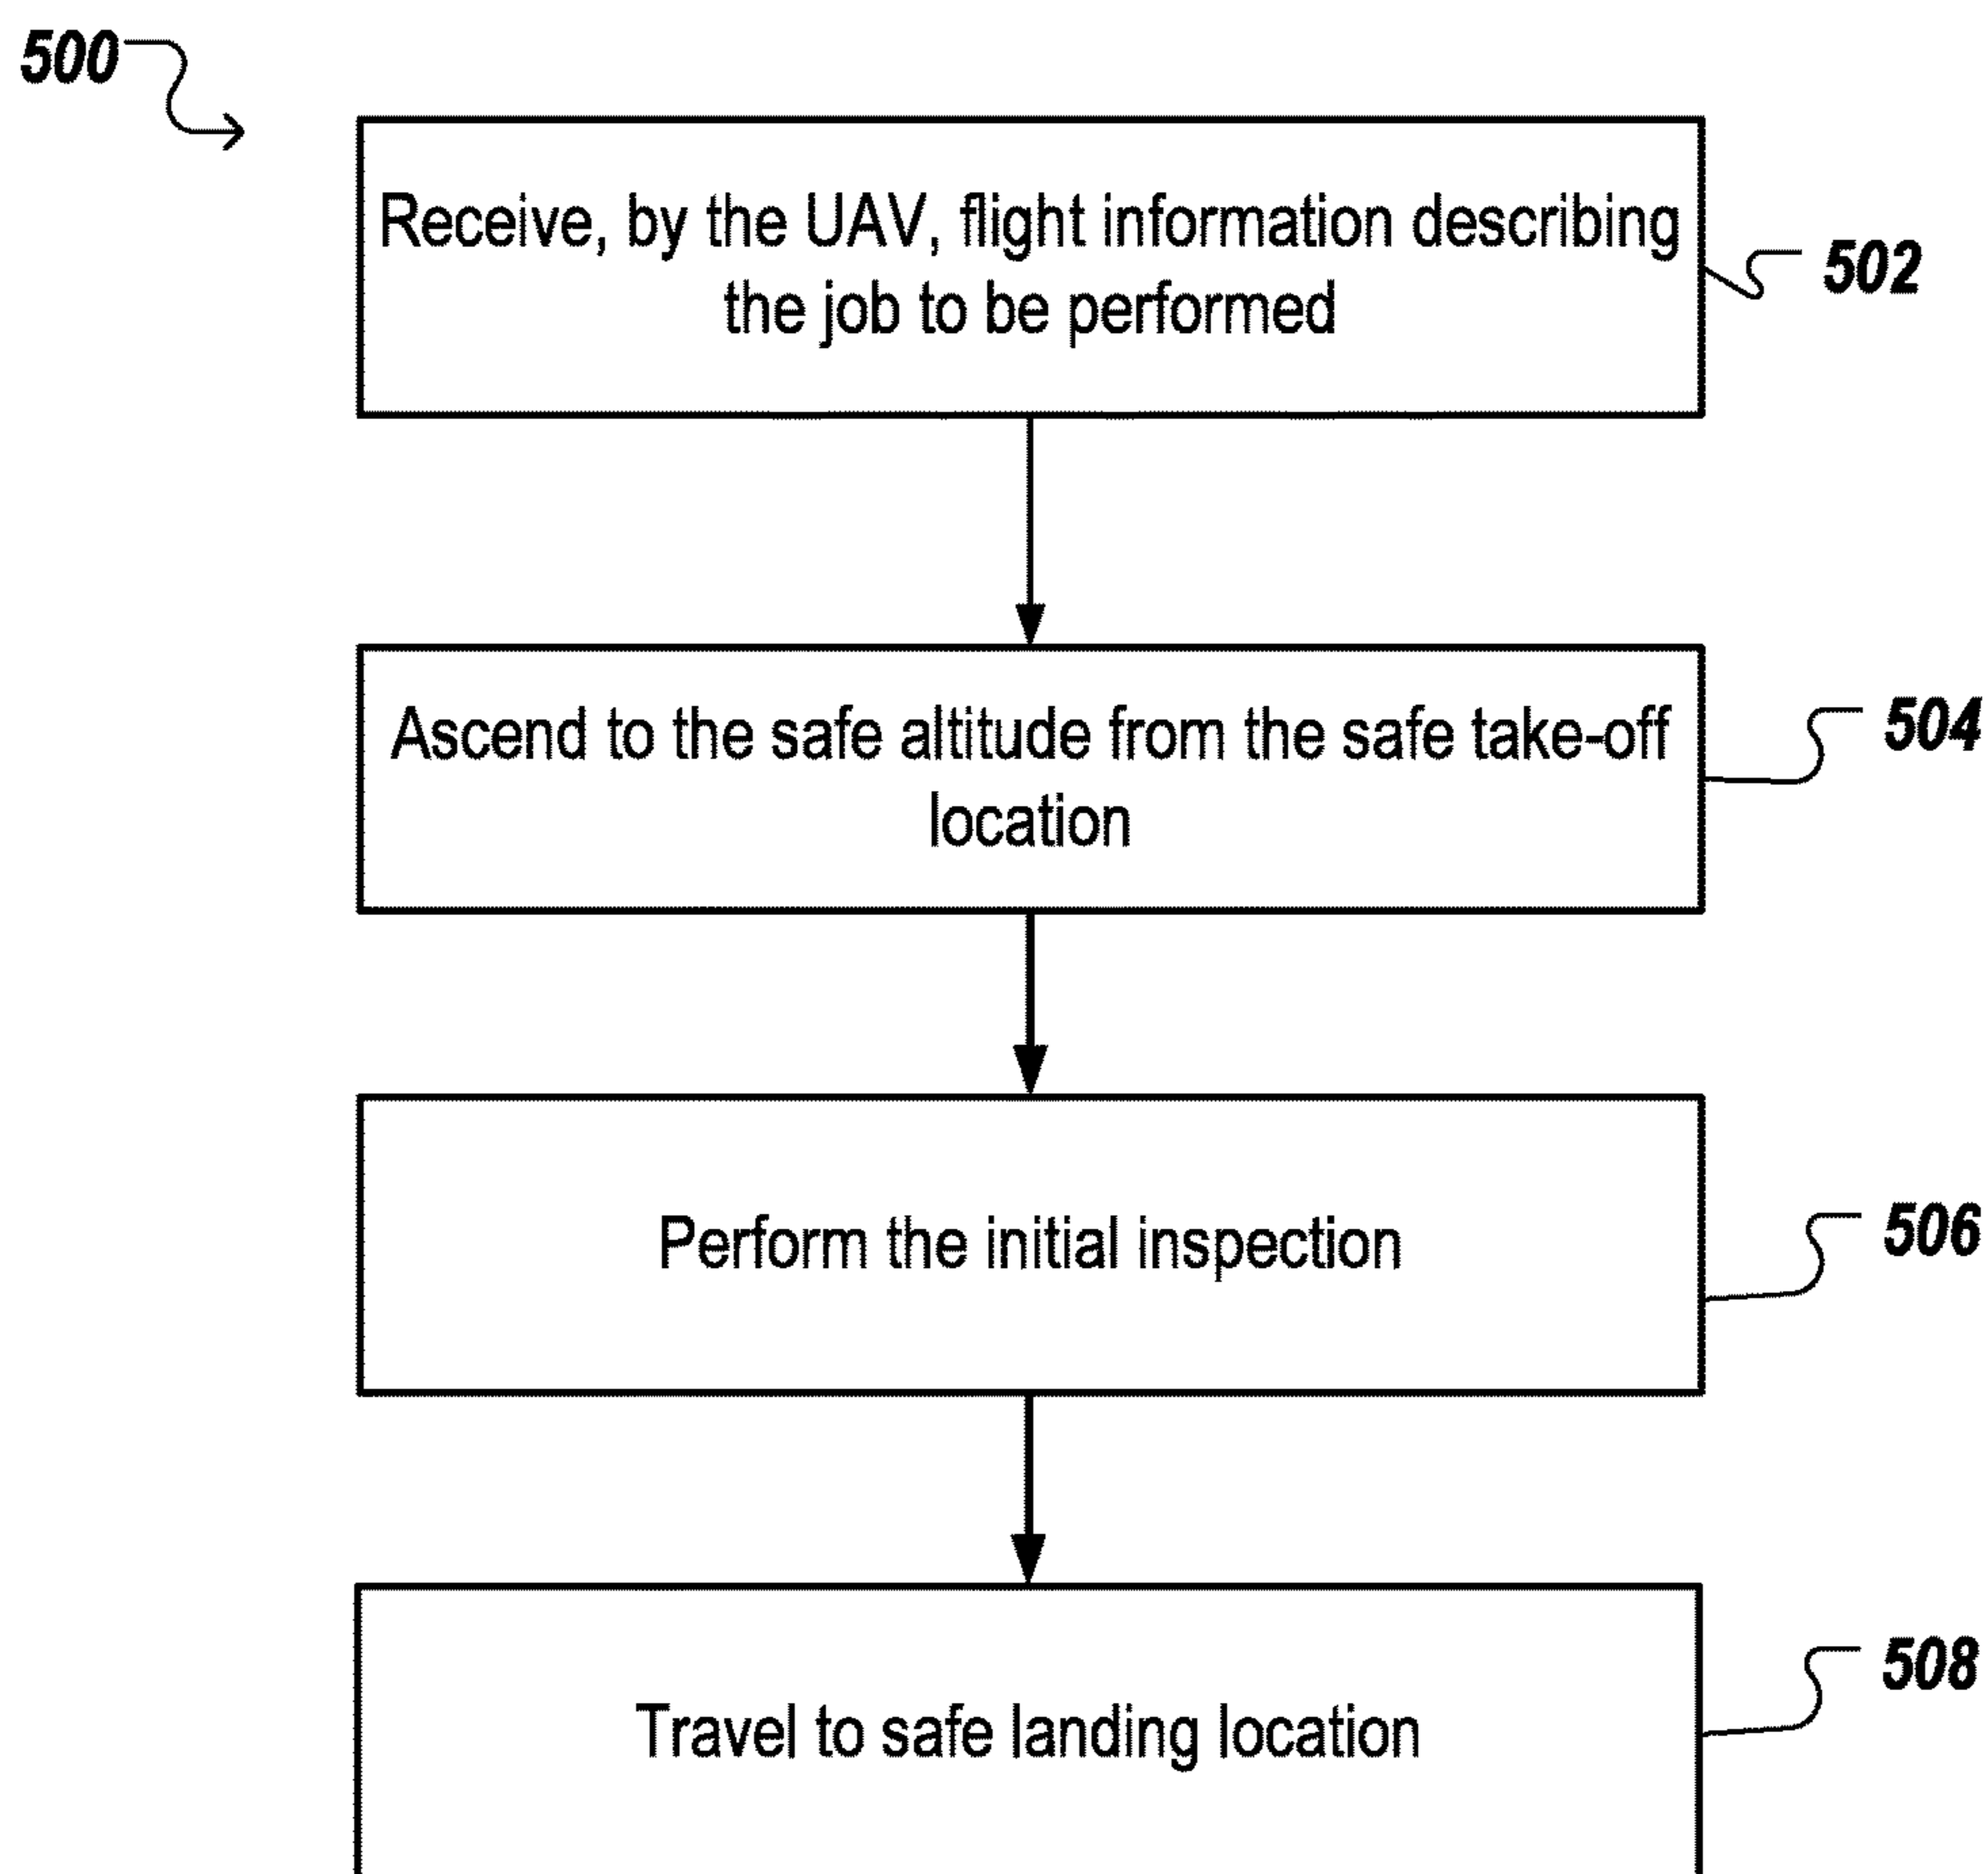 500
Receive, by the UAV, flight information describing
the job to be performed
502
Ascend to the safe altitude from the safe take-off
location
504
Perform the initial inspection
506
Travel to safe landing location
508